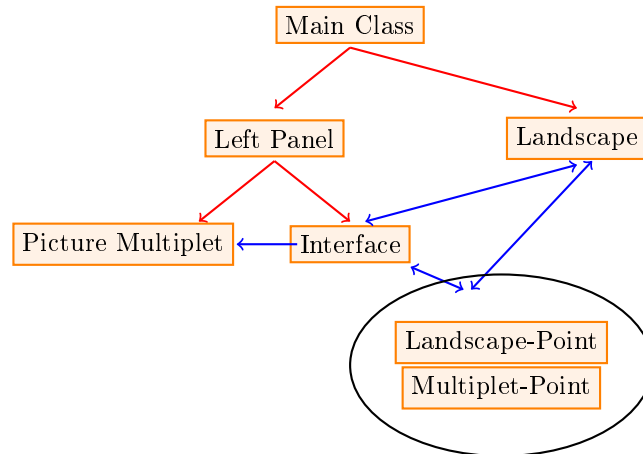 Main Class
Left Panel
Landscape
Picture Multiplet
Interface
Landscape-Point
Multiplet-Point